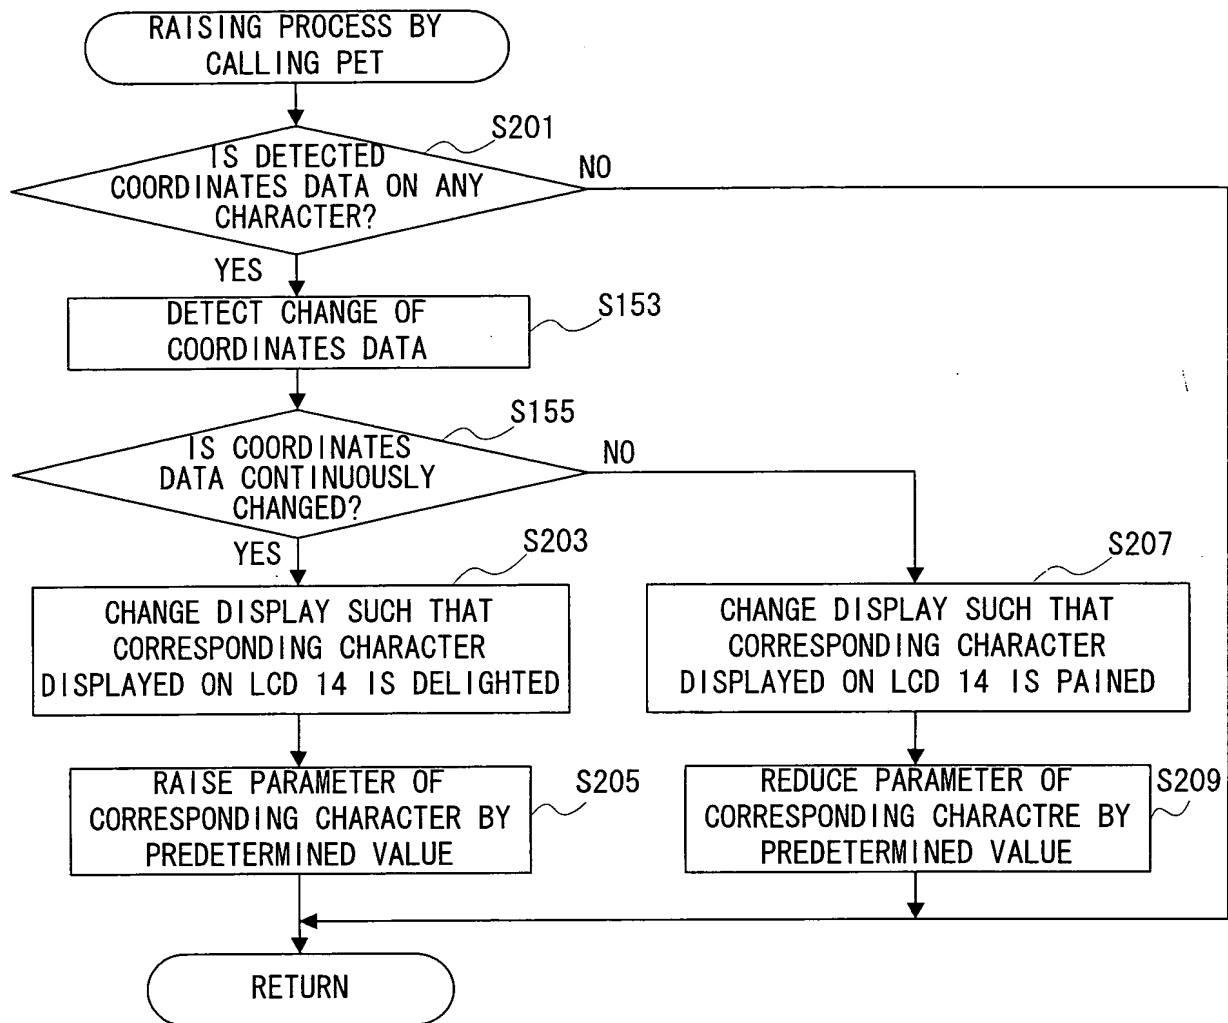 RAISING PROCESS BY
CALLING PET
S201
IS DETECTED
COORDINATES DATA ON ANY
CHARACTER?
NO
YES
S153
DETECT CHANGE OF
COORDINATES DATA
S155
IS COORDINATES
DATA CONTINUOUSLY
CHANGED?
NO
YES
S203
CHANGE DISPLAY SUCH THAT
CORRESPONDING CHARACTER
DISPLAYED ON LCD 14 IS DELIGHTED
S207
CHANGE DISPLAY SUCH THAT
CORRESPONDING CHARACTER
DISPLAYED ON LCD 14 IS PAINED
S205
RAISE PARAMETER OF
CORRESPONDING CHARACTER BY
PREDETERMINED VALUE
S209
REDUCE PARAMETER OF
CORRESPONDING CHARACTRE BY
PREDETERMINED VALUE
RETURN